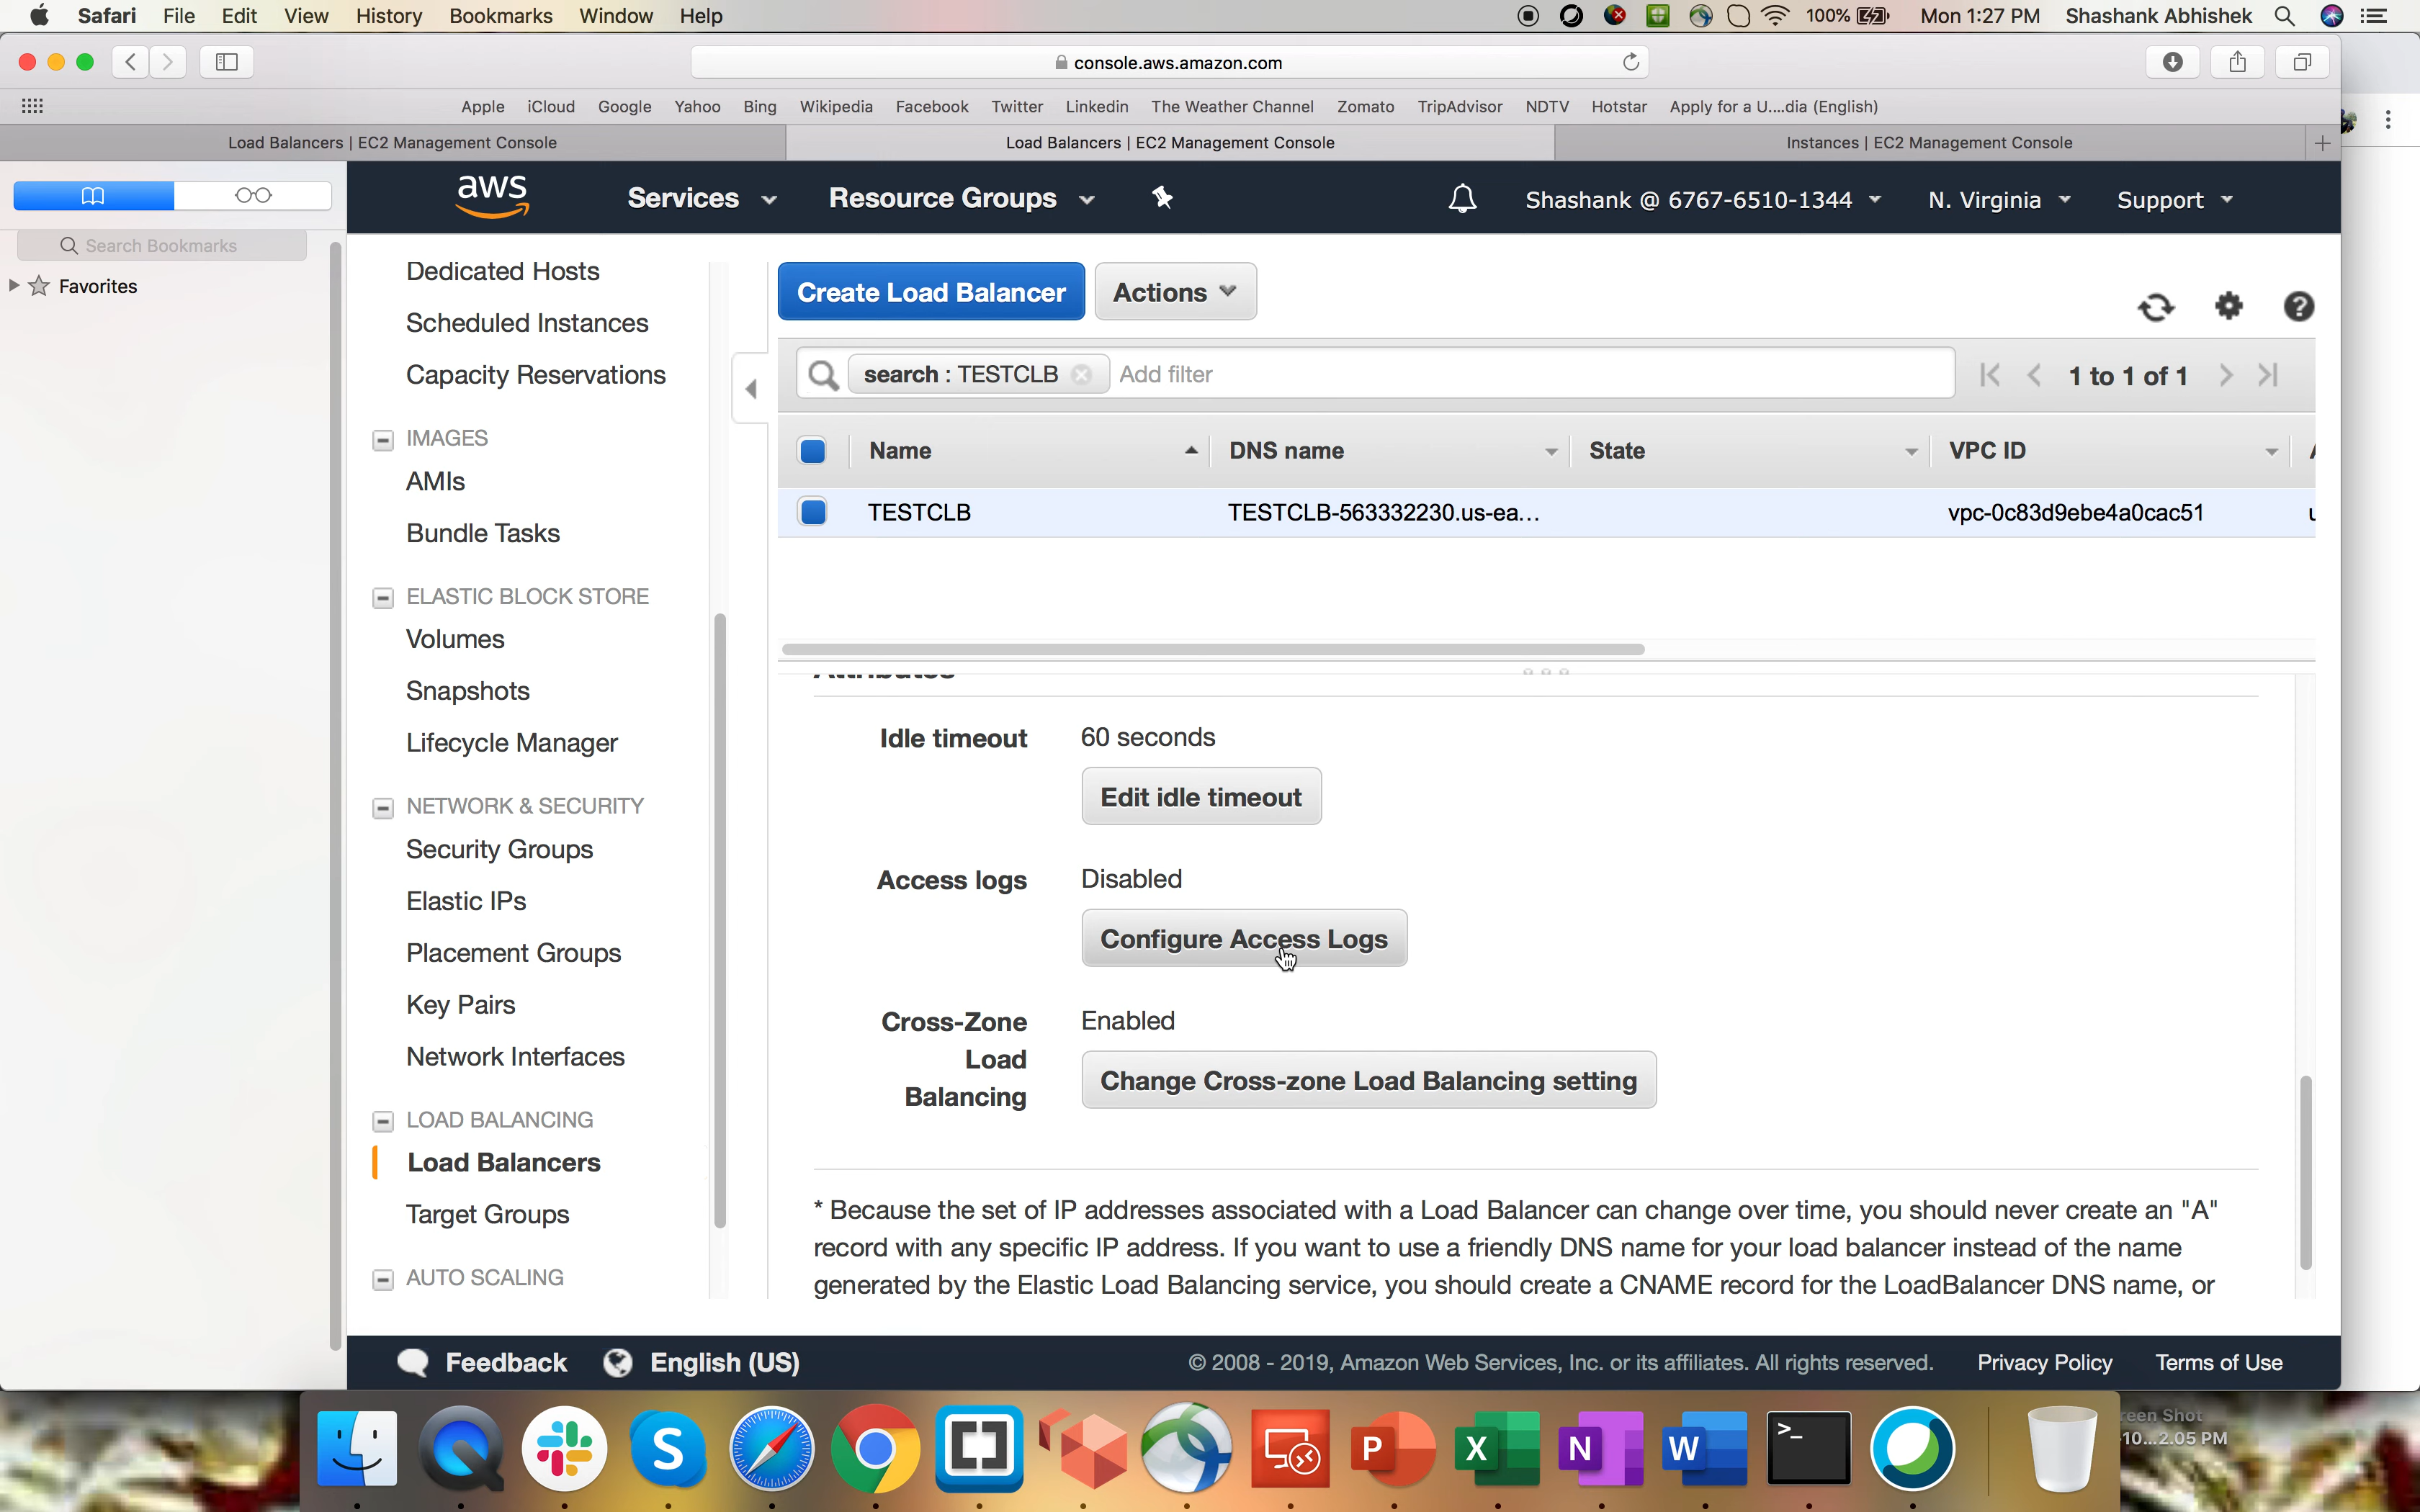 Safari File Edit View History Bookmarks Window Help 100% Mon 1:27 PM Shashank Abhishek
console.aws.amazon.com
Apple iCloud Google Yahoo Bing Wikipedia Facebook Twitter Linkedin The Weather Channel Zomato TripAdvisor NDTV Hotstar Apply for a U....dia (English)
Load Balancers | EC2 Management Console Load Balancers | EC2 Management Console Instances | EC2 Management Console
aws Services Resource Groups Shashank @ 6767-6510-1344 N. Virginia Support
Search Bookmarks
Favorites
Dedicated Hosts
Scheduled Instances
Capacity Reservations
IMAGES
AMIs
Bundle Tasks
ELASTIC BLOCK STORE
Volumes
Snapshots
Lifecycle Manager
NETWORK & SECURITY
Security Groups
Elastic IPs
Placement Groups
Key Pairs
Network Interfaces
LOAD BALANCING
Load Balancers
Target Groups
AUTO SCALING
Create Load Balancer Actions
search : TESTCLB Add filter 1 to 1 of 1
Name DNS name State VPC ID
TESTCLB TESTCLB-563332230.us-ea... vpc-0c83d9ebe4a0cac51
Idle timeout 60 seconds
Edit idle timeout
Access logs Disabled
Configure Access Logs
Cross-Zone Enabled
Load
Balancing
Change Cross-zone Load Balancing setting
* Because the set of IP addresses associated with a Load Balancer can change over time, you should never create an "A"
record with any specific IP address. If you want to use a friendly DNS name for your load balancer instead of the name
generated by the Elastic Load Balancing service, you should create a CNAME record for the LoadBalancer DNS name, or
Feedback English (US) © 2008 - 2019, Amazon Web Services, Inc. or its affiliates. All rights reserved. Privacy Policy Terms of Use
reen Shot
10...2.05 PM
S P X N W >_